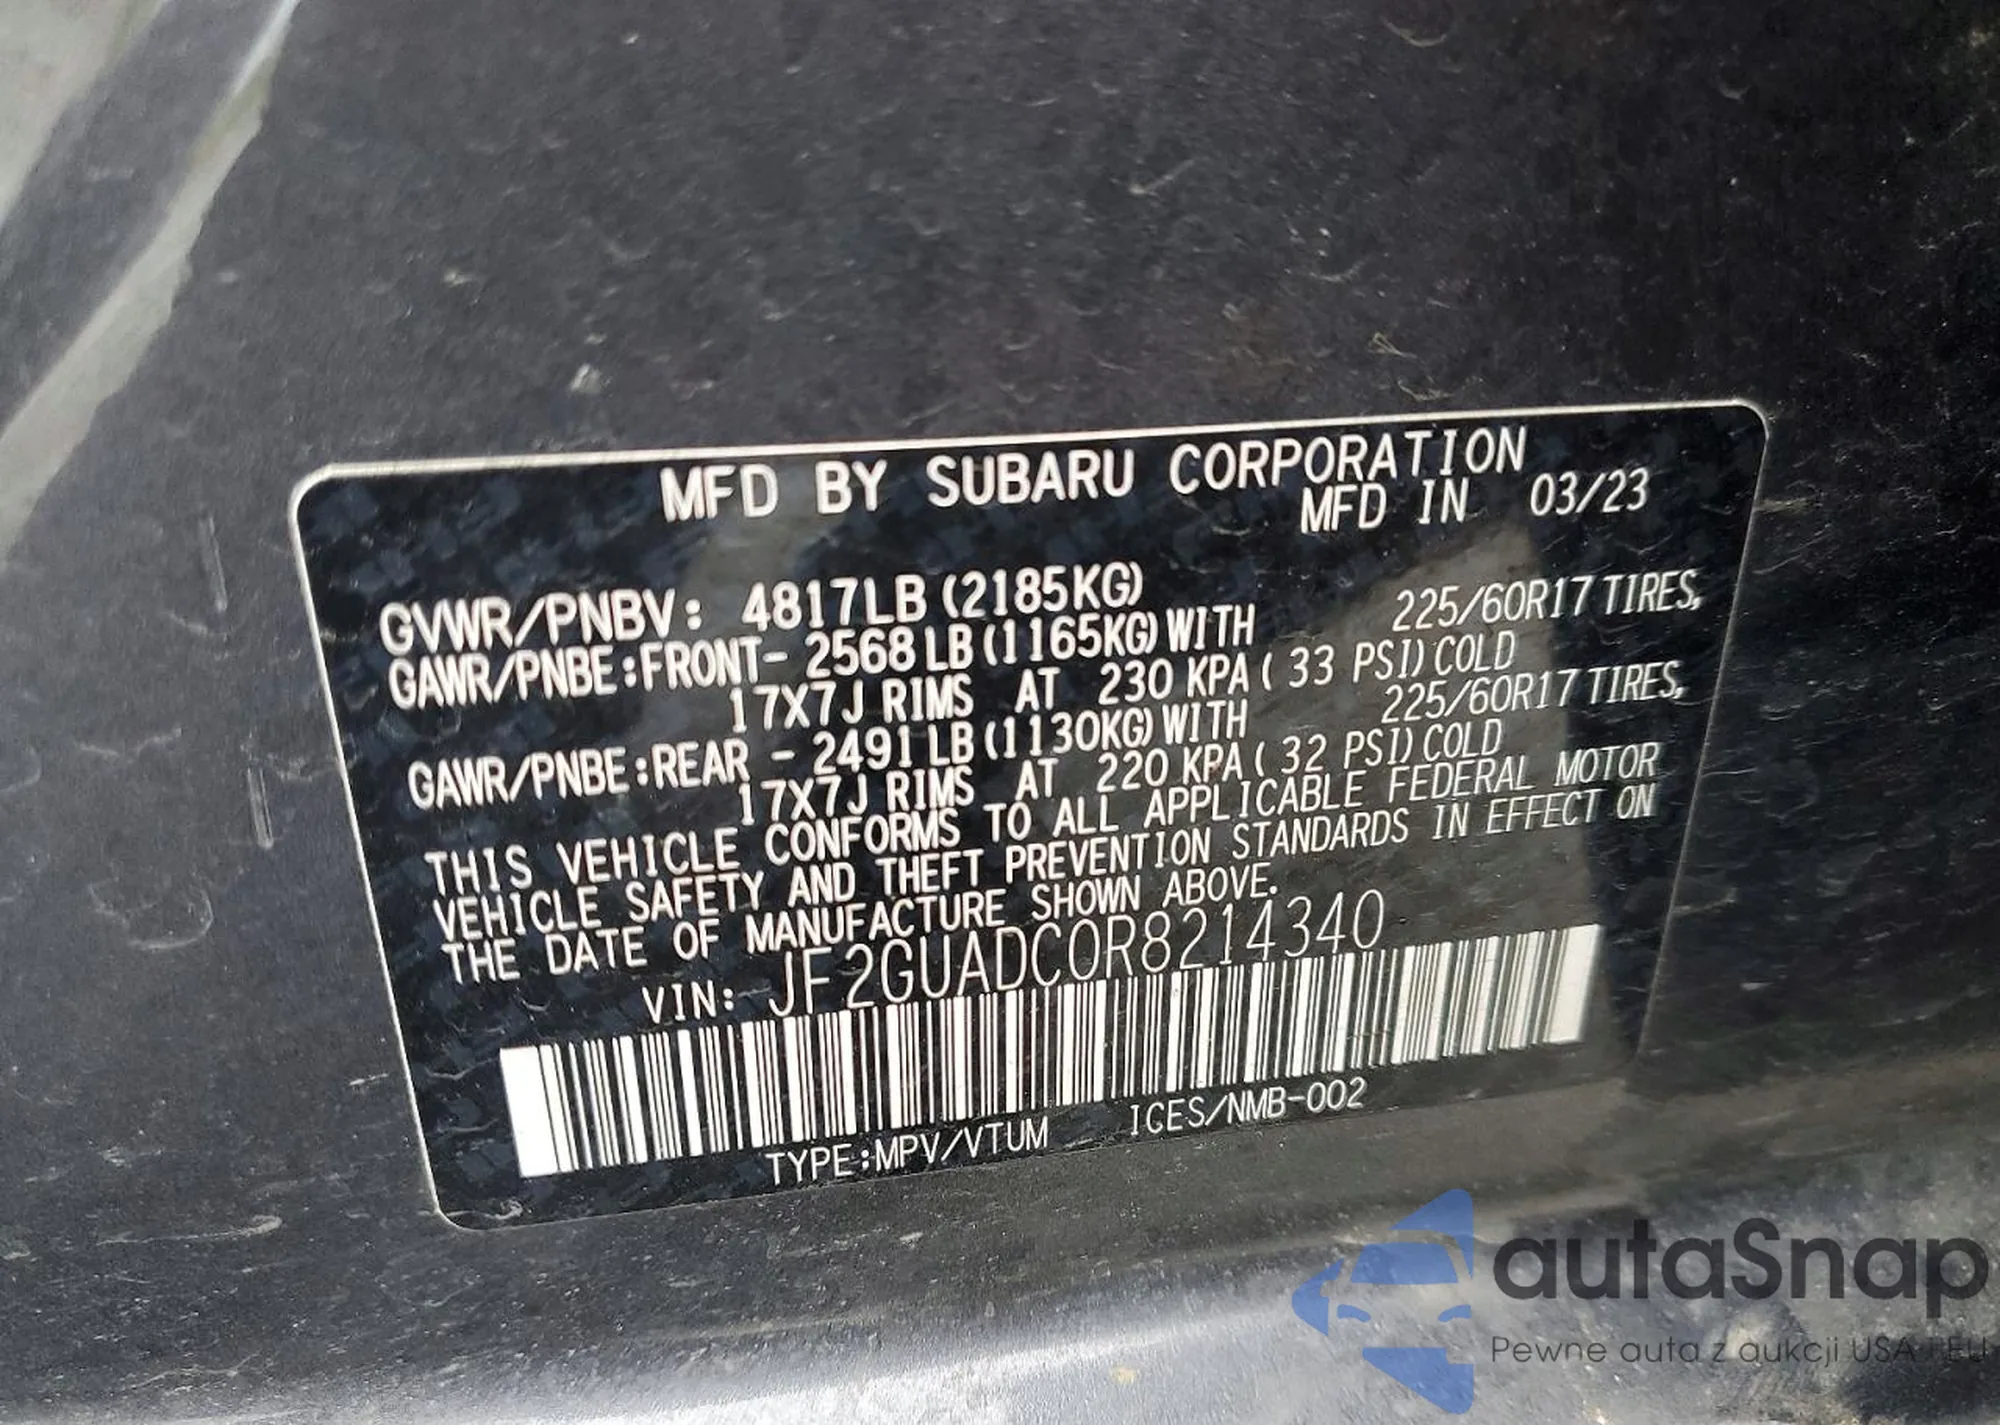 MFD BY SUBARU CORPORATION
MFD IN 03/23
GVWR/PNBV: 4817LB (2185KG)
GAWR/PNBE:FRONT- 2568 LB (1165KG) WITH 225/60R17 TIRES,
17X7J RIMS AT 230 KPA ( 33 PSI) COLD
GAWR/PNBE:REAR - 2491 LB (1130KG) WITH 225/60R17 TIRES,
17X7J RIMS AT 220 KPA ( 32 PSI) COLD
THIS VEHICLE CONFORMS TO ALL APPLICABLE FEDERAL MOTOR
VEHICLE SAFETY AND THEFT PREVENTION STANDARDS IN EFFECT ON
THE DATE OF MANUFACTURE SHOWN ABOVE.
VIN: JF2GUADC0R8214340
TYPE:MPV/VTUM ICES/NMB-002
autaSnap
Pewne auta z aukcji USA i EU